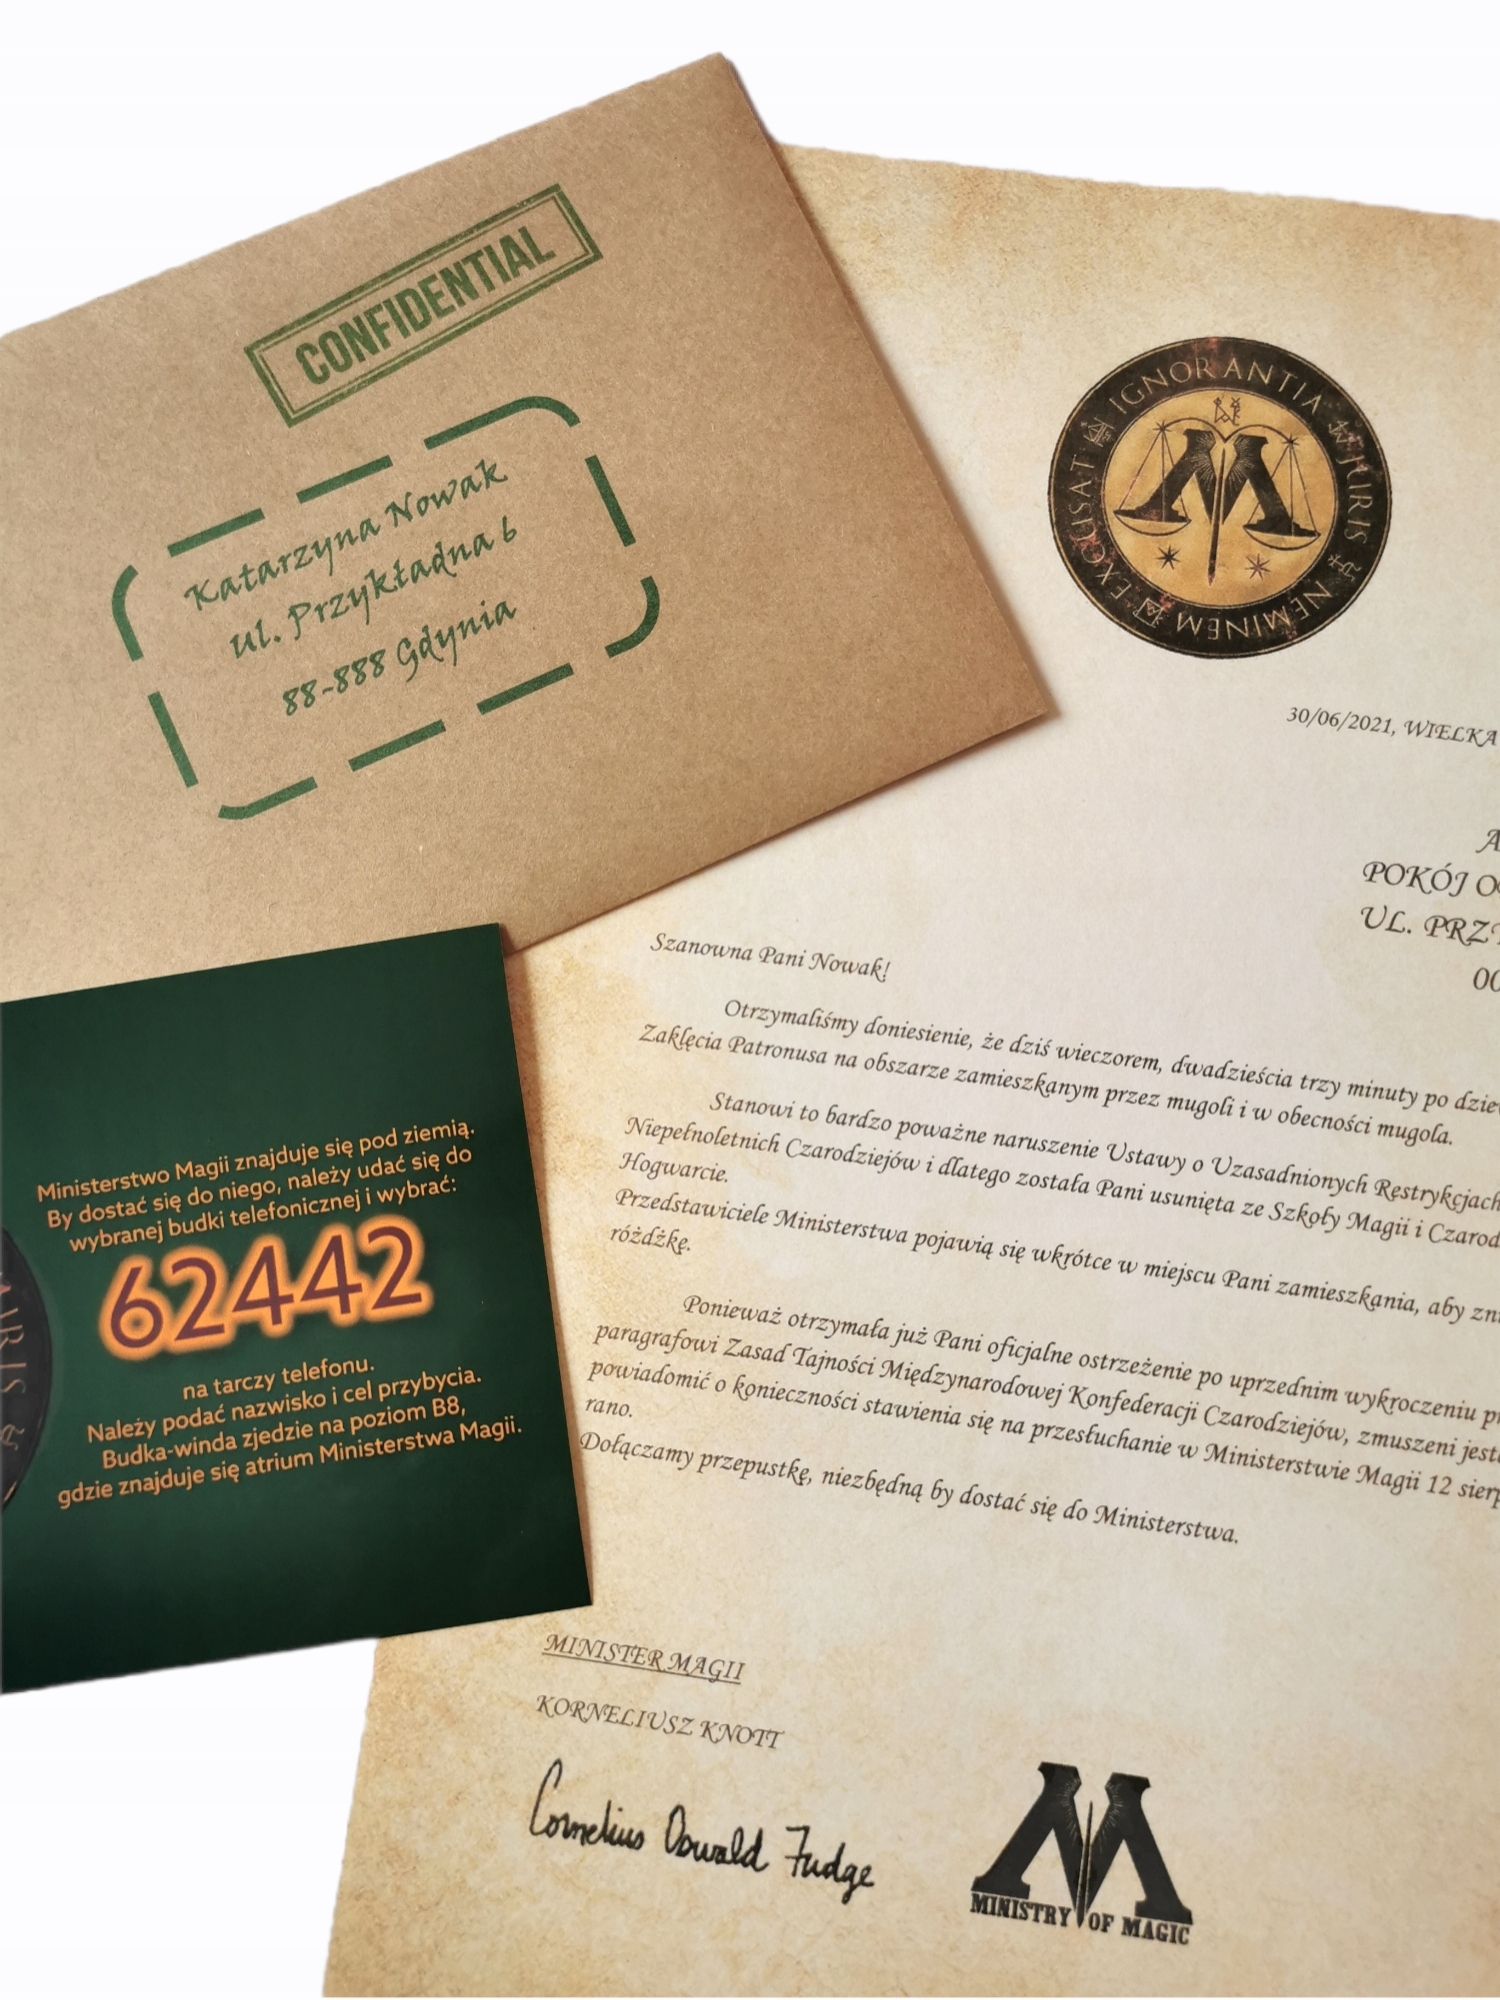 CONFIDENTIAL
Katarzyna Nowak
ul. Przykładna 6
88-888 Gdynia
IGNORANTIA JURIS NEMINEM EXCUSAT
30/06/2021, WIELKA
POKÓJ
UL.
Szanowna Pani Nowak!
Otrzymaliśmy doniesienie, że dziś wieczorem, dwadzieścia trzy minuty po
Zaklęcia Patronusa na obszarze zamieszkanym przez mugoli i w obecności mugola.
Stanowi to bardzo poważne naruszenie Ustawy o Uzasadnionych Restrykcjach
Niepełnoletnich Czarodziejów i dlatego została Pani usunięta ze Szkoły Magii i
Hogwarcie.
Przedstawiciele Ministerstwa pojawią się wkrótce w miejscu Pani zamieszkania, aby
różdżkę.
Ponieważ otrzymała już Pani oficjalne ostrzeżenie po uprzednim wykroczeniu
paragrafowi Zasad Tajności Międzynarodowej Konfederacji Czarodziejów, zmuszeni
powiadomić o konieczności stawienia się na przesłuchanie w Ministerstwie Magii 12
rano.
Dołączamy przepustkę, niezbędną by dostać się do Ministerstwa.
MINISTER MAGII
KORNELIUSZ KNOTT
Cornelius Oswald Fudge
M
MINISTRY OF MAGIC
Ministerstwo Magii znajduje się pod ziemią.
By dostać się do niego, należy udać się do
wybranej budki telefonicznej i wybrać:
62442
na tarczy telefonu.
Należy podać nazwisko i cel przybycia.
Budka-winda zjedzie na poziom B8,
gdzie znajduje się atrium Ministerstwa Magii.